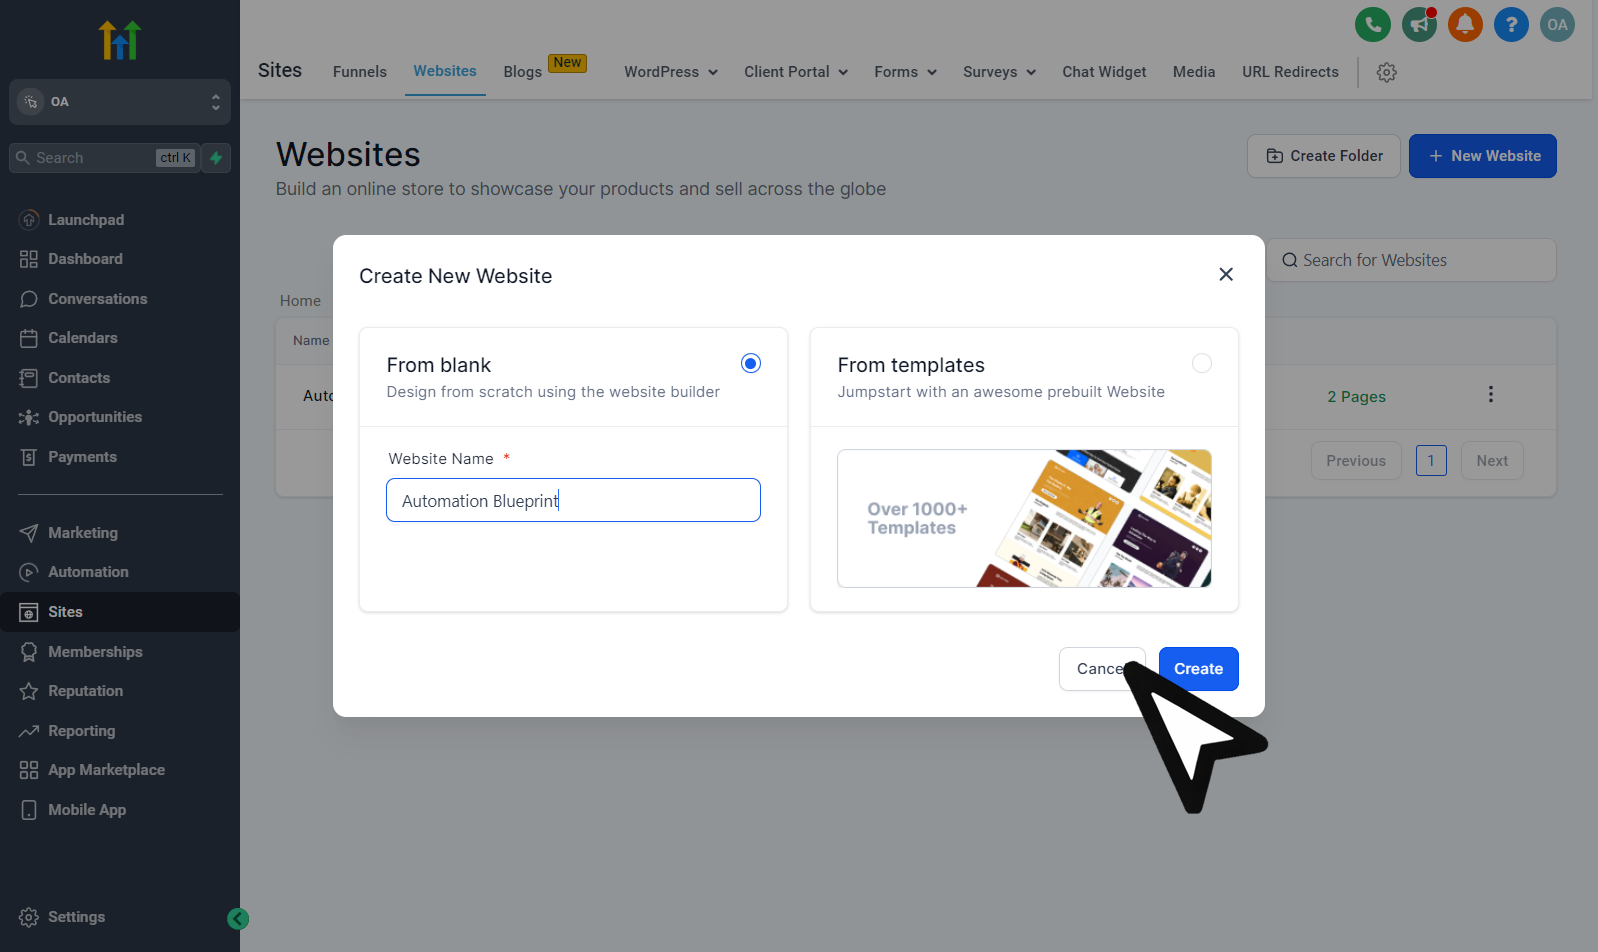 OA
Search
ctrl K
Launchpad
Dashboard
Conversations
Calendars
Contacts
Opportunities
Payments
Marketing
Automation
Sites
Memberships
Reputation
Reporting
App Marketplace
Mobile App
Settings
OA
Sites
Funnels
Websites
Blogs
New
WordPress
Client Portal
Forms
Surveys
Chat Widget
Media
URL Redirects
Websites
Build an online store to showcase your products and sell across the globe
Create Folder
+ New Website
Search for Websites
Home
Name
Auto
2 Pages
Previous
1
Next
Create New Website
From blank
Design from scratch using the website builder
Website Name *
Automation Blueprint
From templates
Jumpstart with an awesome prebuilt Website
Over 1000+
Templates
Cancel
Create